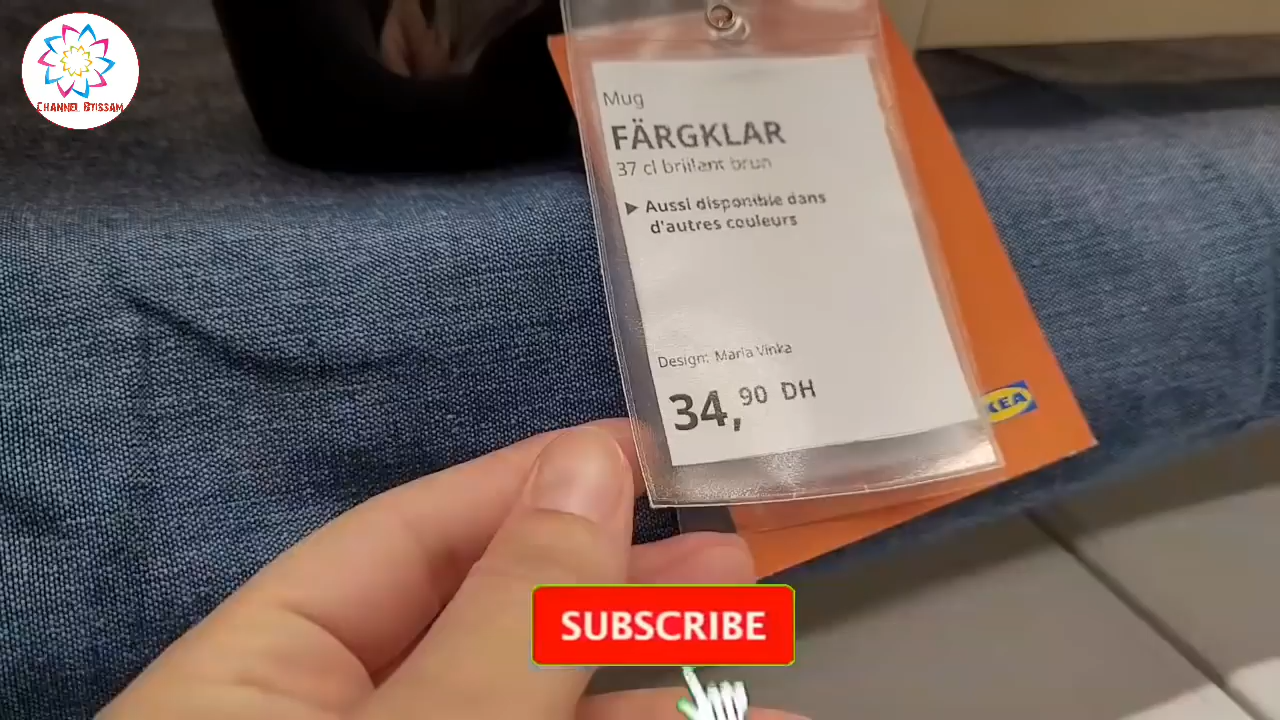 CHANNEL BTISSAM
Mug
FÄRGKLAR
37 cl brillant brun
▶ Aussi disponible dans
d'autres couleurs
Design: Maria Vinka
34,90 DH
IKEA
SUBSCRIBE